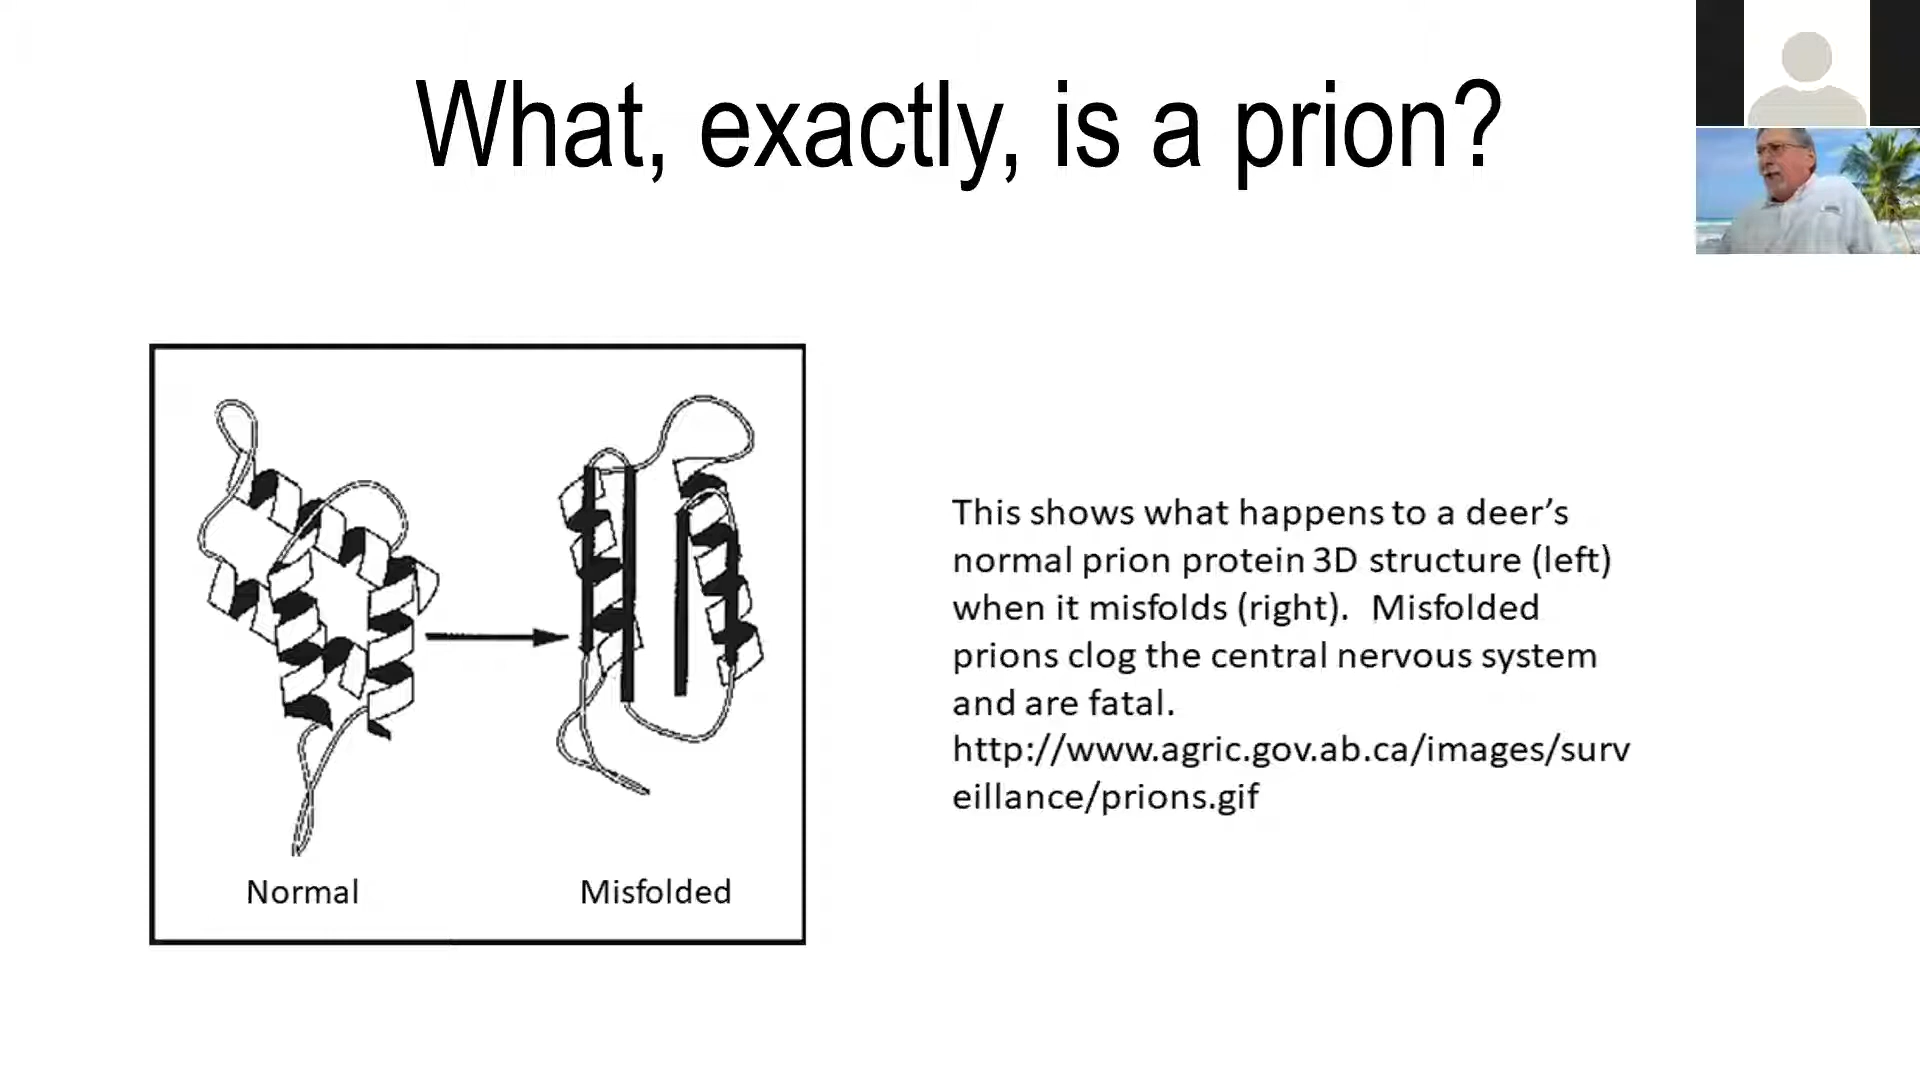 What, exactly, is a prion?
This shows what happens to a deer’s
normal prion protein 3D structure (left)
when it misfolds (right).  Misfolded
prions clog the central nervous system
and are fatal.
http://www.agric.gov.ab.ca/images/surv
eillance/prions.gif
Normal
Misfolded